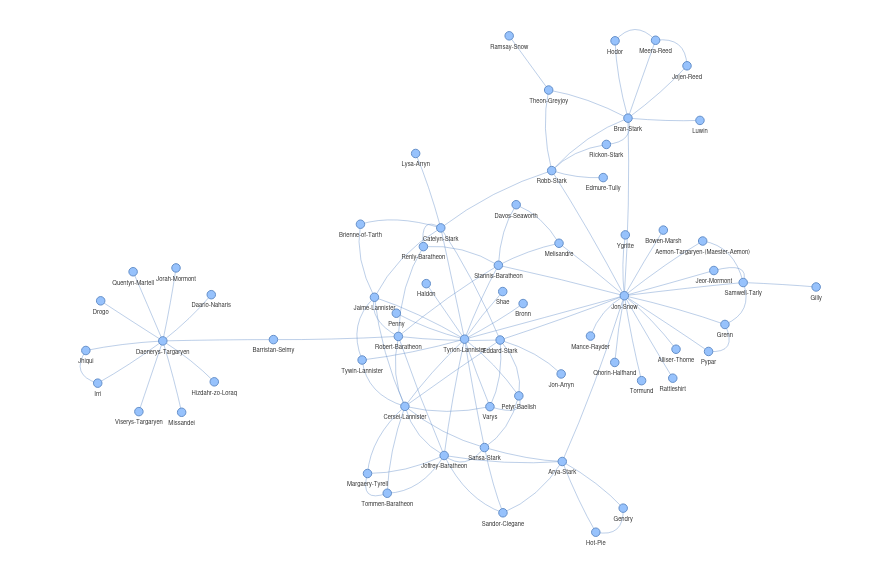 Ramsay-Snow
Hodor
Meera-Reed
Jojen-Reed
Theon-Greyjoy
Bran-Stark
Luwin
Rickon-Stark
Lysa-Arryn
Robb-Stark
Edmure-Tully
Davos-Seaworth
Brienne-of-Tarth
Catelyn-Stark
Renly-Baratheon
Melisandre
Ygritte
Bowen-Marsh
Aemon-Targaryen-(Maester-Aemon)
Stannis-Baratheon
Quentyn-Martell
Jorah-Mormont
Jeor-Mormont
Samwell-Tarly
Gilly
Haldon
Shae
Daario-Naharis
Drogo
Jaime-Lannister
Bronn
Jon-Snow
Penny
Grenn
Robert-Baratheon
Tyrion-Lannister
Eddard-Stark
Mance-Rayder
Daenerys-Targaryen
Barristan-Selmy
Jhiqui
Alliser-Thorne
Pypar
Tywin-Lannister
Qhorin-Halfhand
Jon-Arryn
Irri
Hizdahr-zo-Loraq
Tormund
Rattleshirt
Petyr-Baelish
Cersei-Lannister
Varys
Viserys-Targaryen
Missandei
Sansa-Stark
Joffrey-Baratheon
Arya-Stark
Margaery-Tyrell
Tommen-Baratheon
Sandor-Clegane
Gendry
Hot-Pie